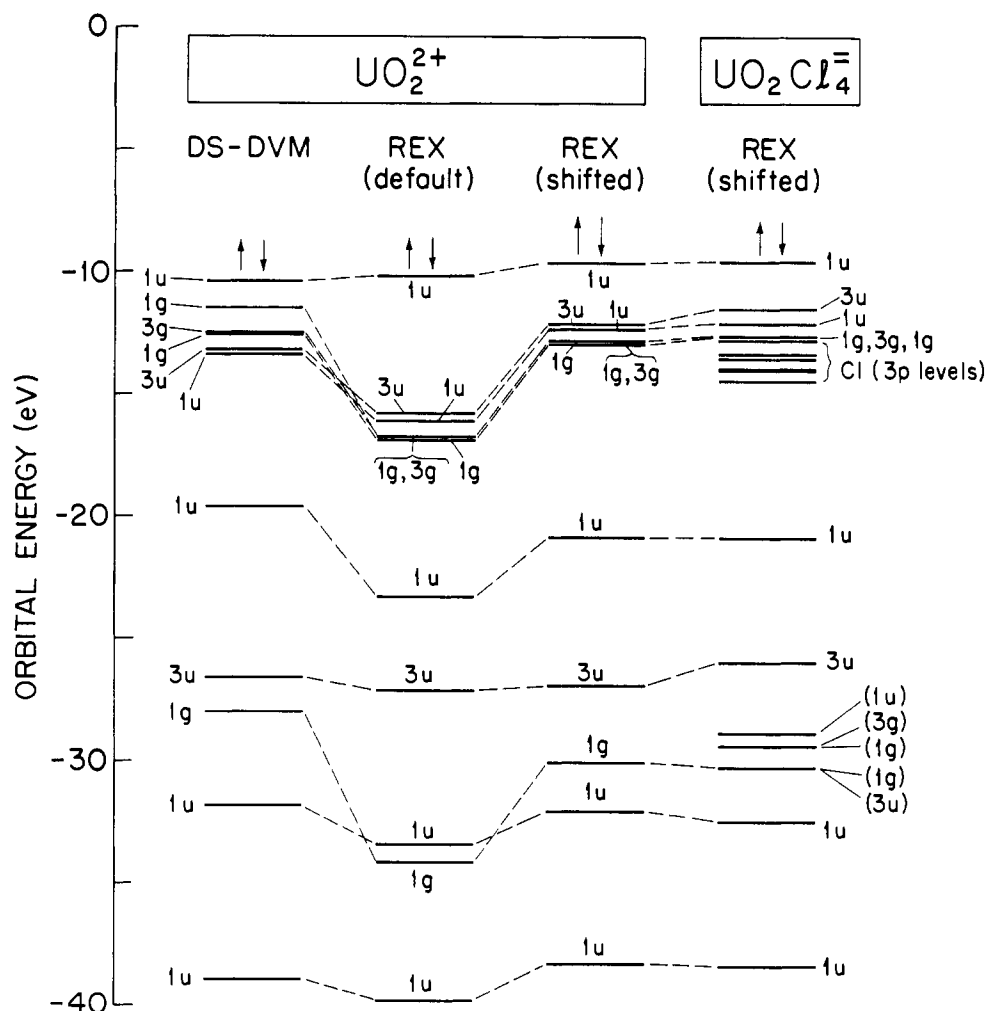 0
UO₂²⁺
UO₂Cl₄⁼
DS-DVM
REX
(default)
REX
(shifted)
REX
(shifted)
-10
-20
-30
-40
ORBITAL ENERGY (eV)
1u
1g
3g
1g
3u
1u
1u
3u
1g
1u
1u
1u
3u
1u
1g, 3g
1g
1u
3u
1u
1g
1u
1u
3u
1u
1g
1g, 3g
1u
3u
1g
1u
1u
1u
3u
1u
1g, 3g, 1g
Cl (3p levels)
1u
3u
(1u)
(3g)
(1g)
(1g)
(3u)
1u
1u